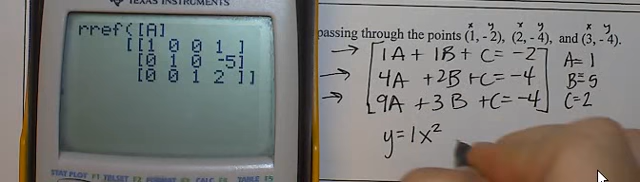 TEXAS INSTRUMENTS
rref([A]
[[1 0 0 1 ]
[0 1 0 -5]
[0 0 1 2 ]]
STAT PLOT F1 TBLSET F2 FORMAT F3 CALC F4 TABLE F5
passing through the points (1, -2), (2, -4), and (3, -4).
x y x y x y
→ 1A + 1B + C = -2 A = 1
→ 4A + 2B + C = -4 B = 5
→ 9A + 3B + C = -4 C = 2
y = 1x²